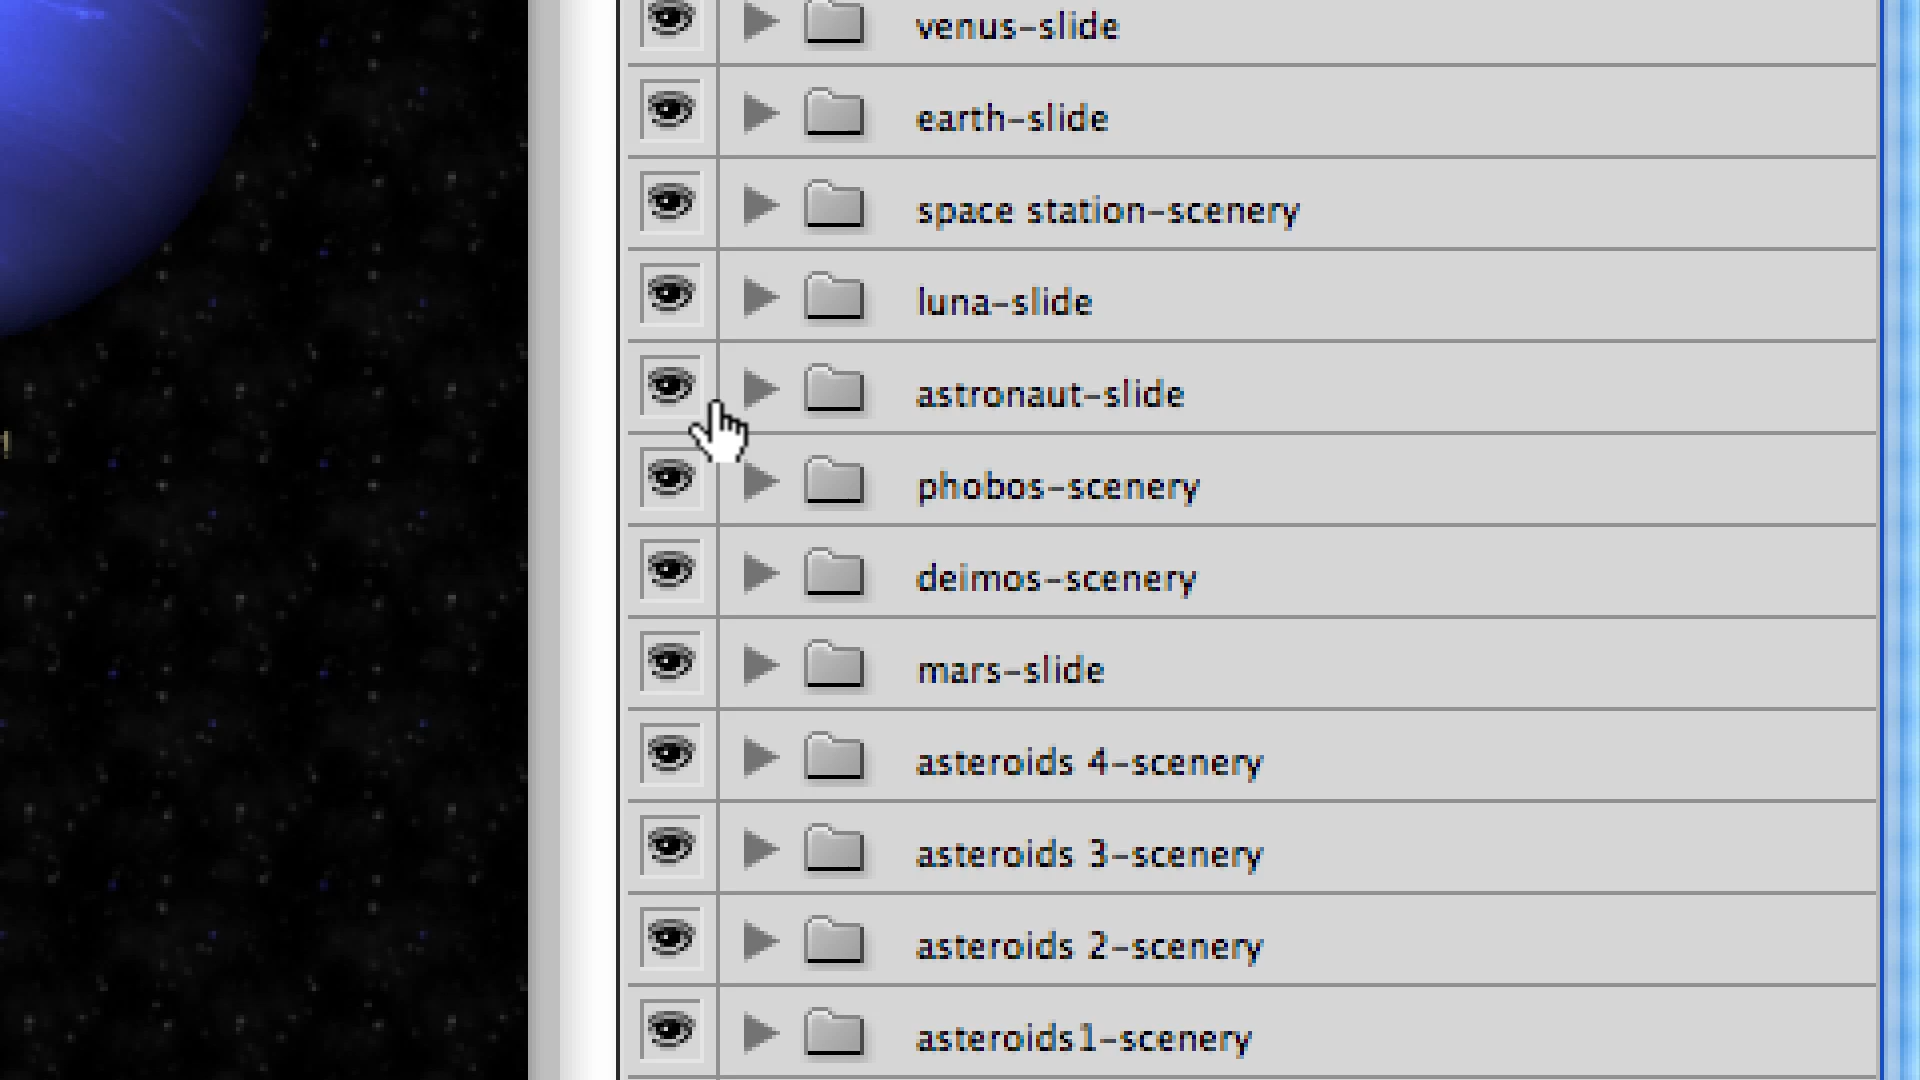 venus-slide
earth-slide
space station-scenery
luna-slide
astronaut-slide
phobos-scenery
deimos-scenery
mars-slide
asteroids 4-scenery
asteroids 3-scenery
asteroids 2-scenery
asteroids1-scenery